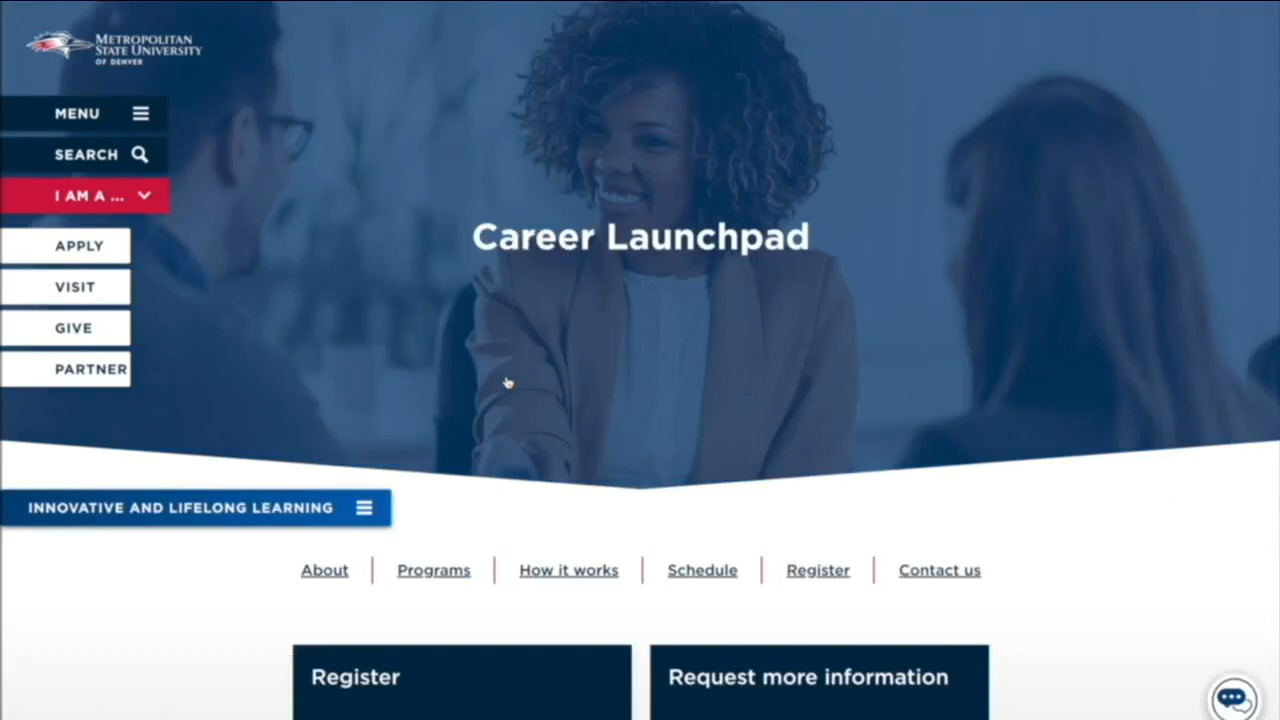 METROPOLITAN
STATE UNIVERSITY
OF DENVER
MENU
SEARCH
I AM A ...
APPLY
VISIT
GIVE
PARTNER
Career Launchpad
INNOVATIVE AND LIFELONG LEARNING
About
Programs
How it works
Schedule
Register
Contact us
Register
Request more information